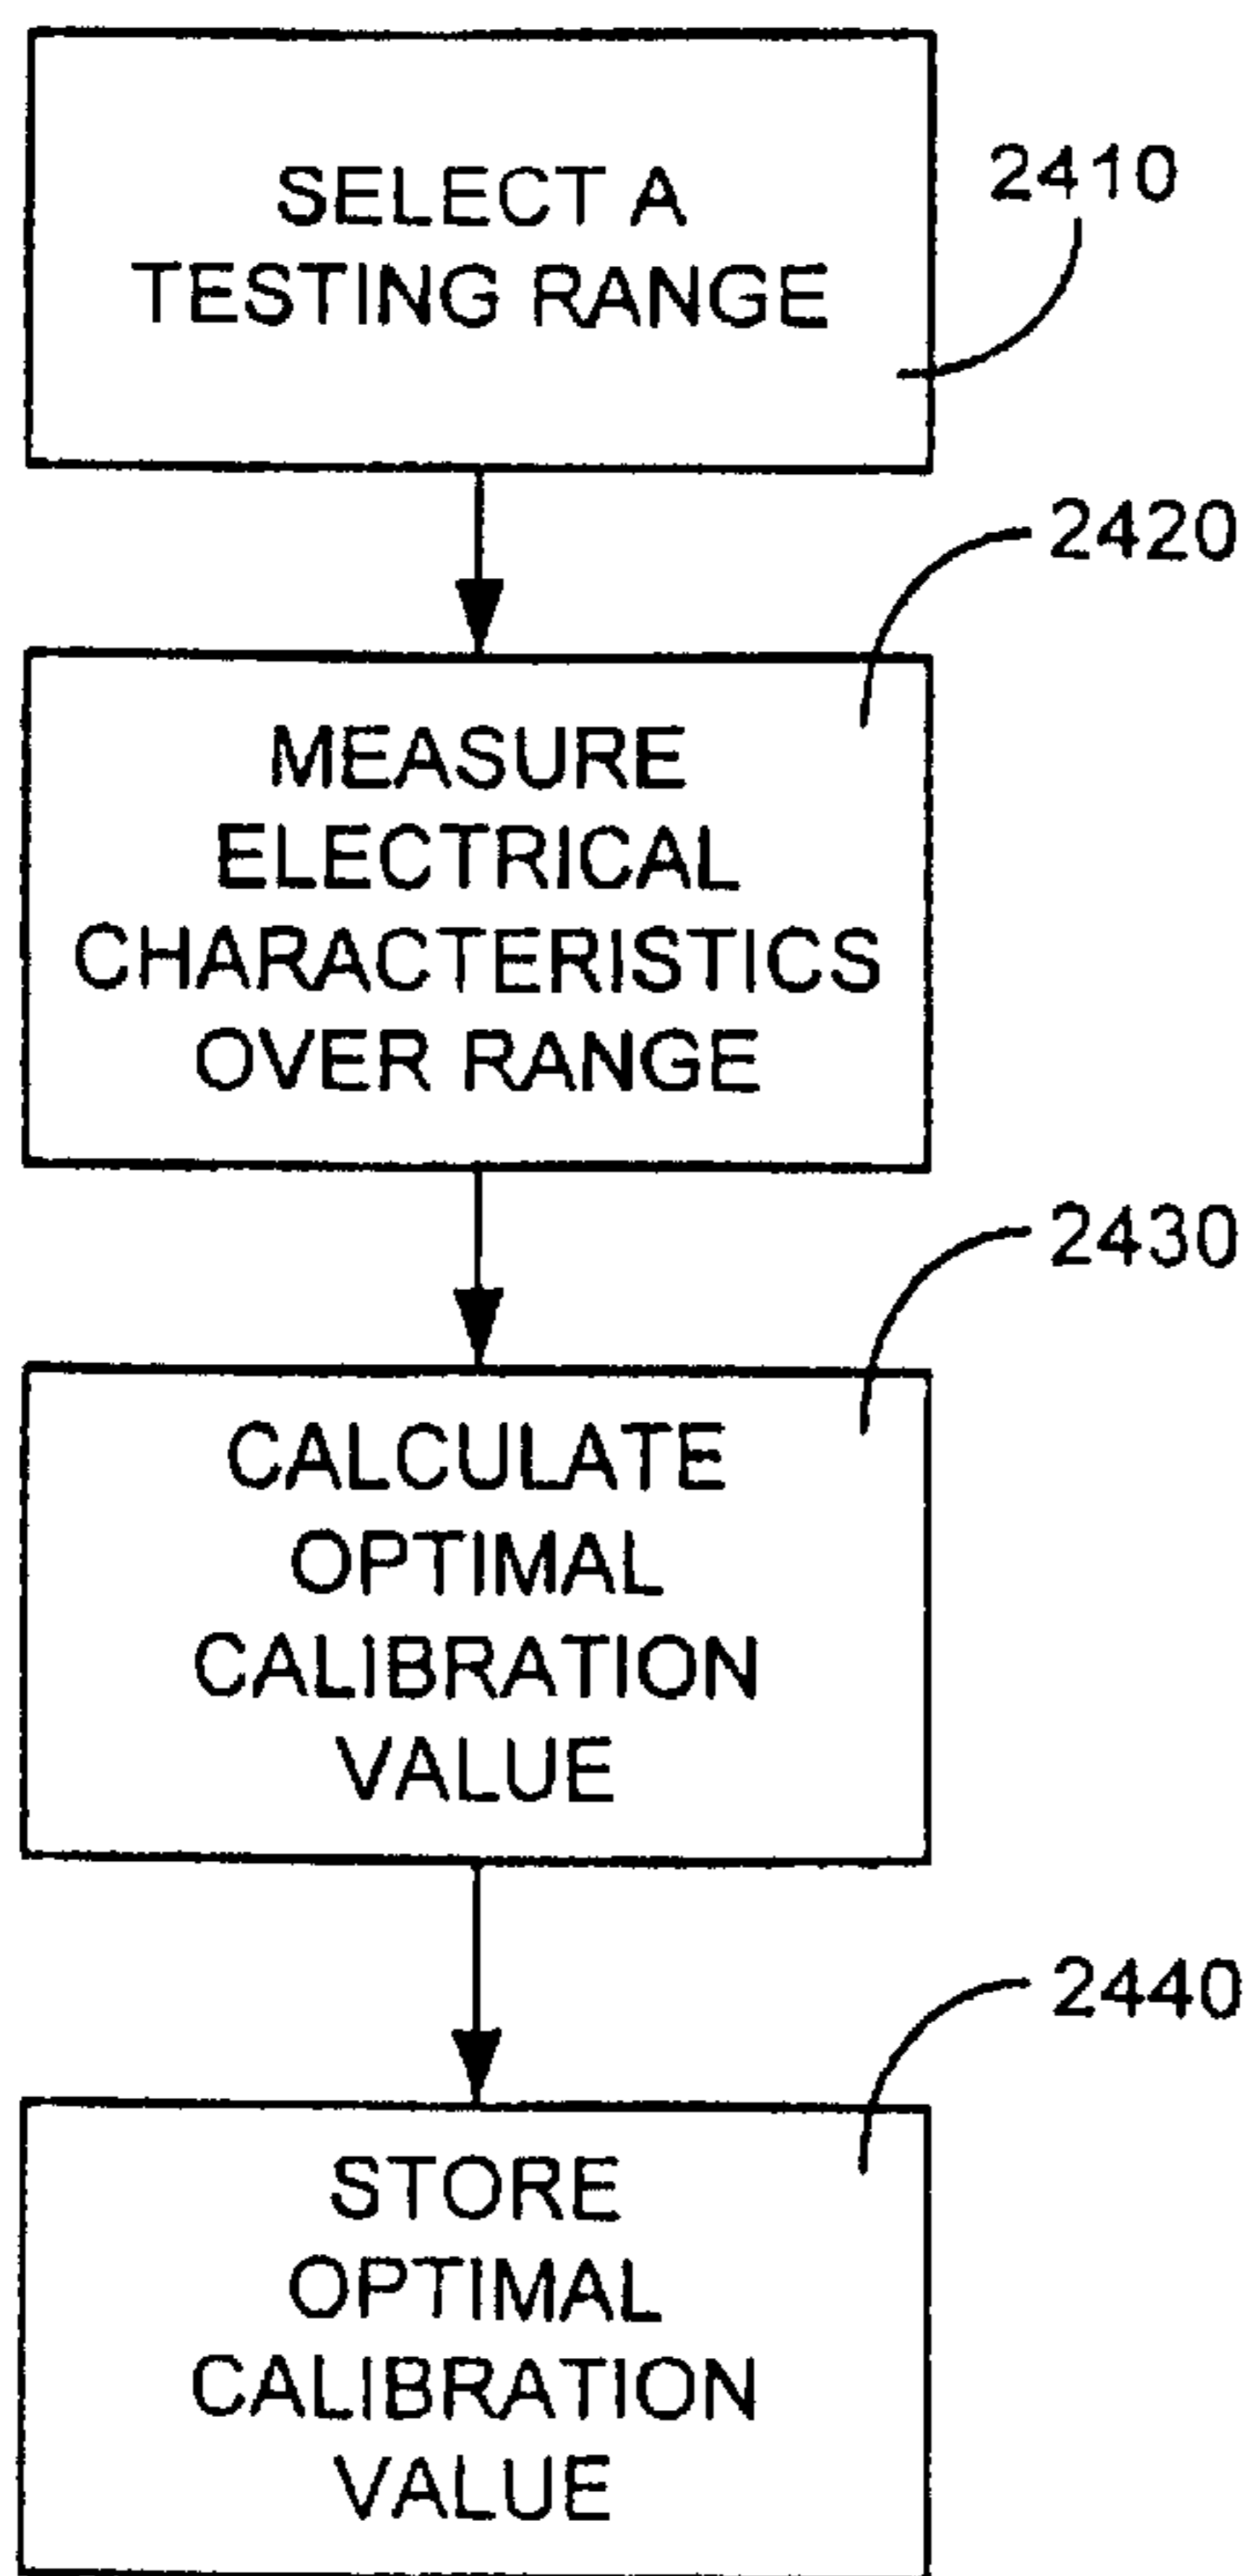 SELECT A
TESTING RANGE
2410
2420
MEASURE
ELECTRICAL
CHARACTERISTICS
OVER RANGE
2430
CALCULATE
OPTIMAL
CALIBRATION
VALUE
2440
STORE
OPTIMAL
CALIBRATION
VALUE